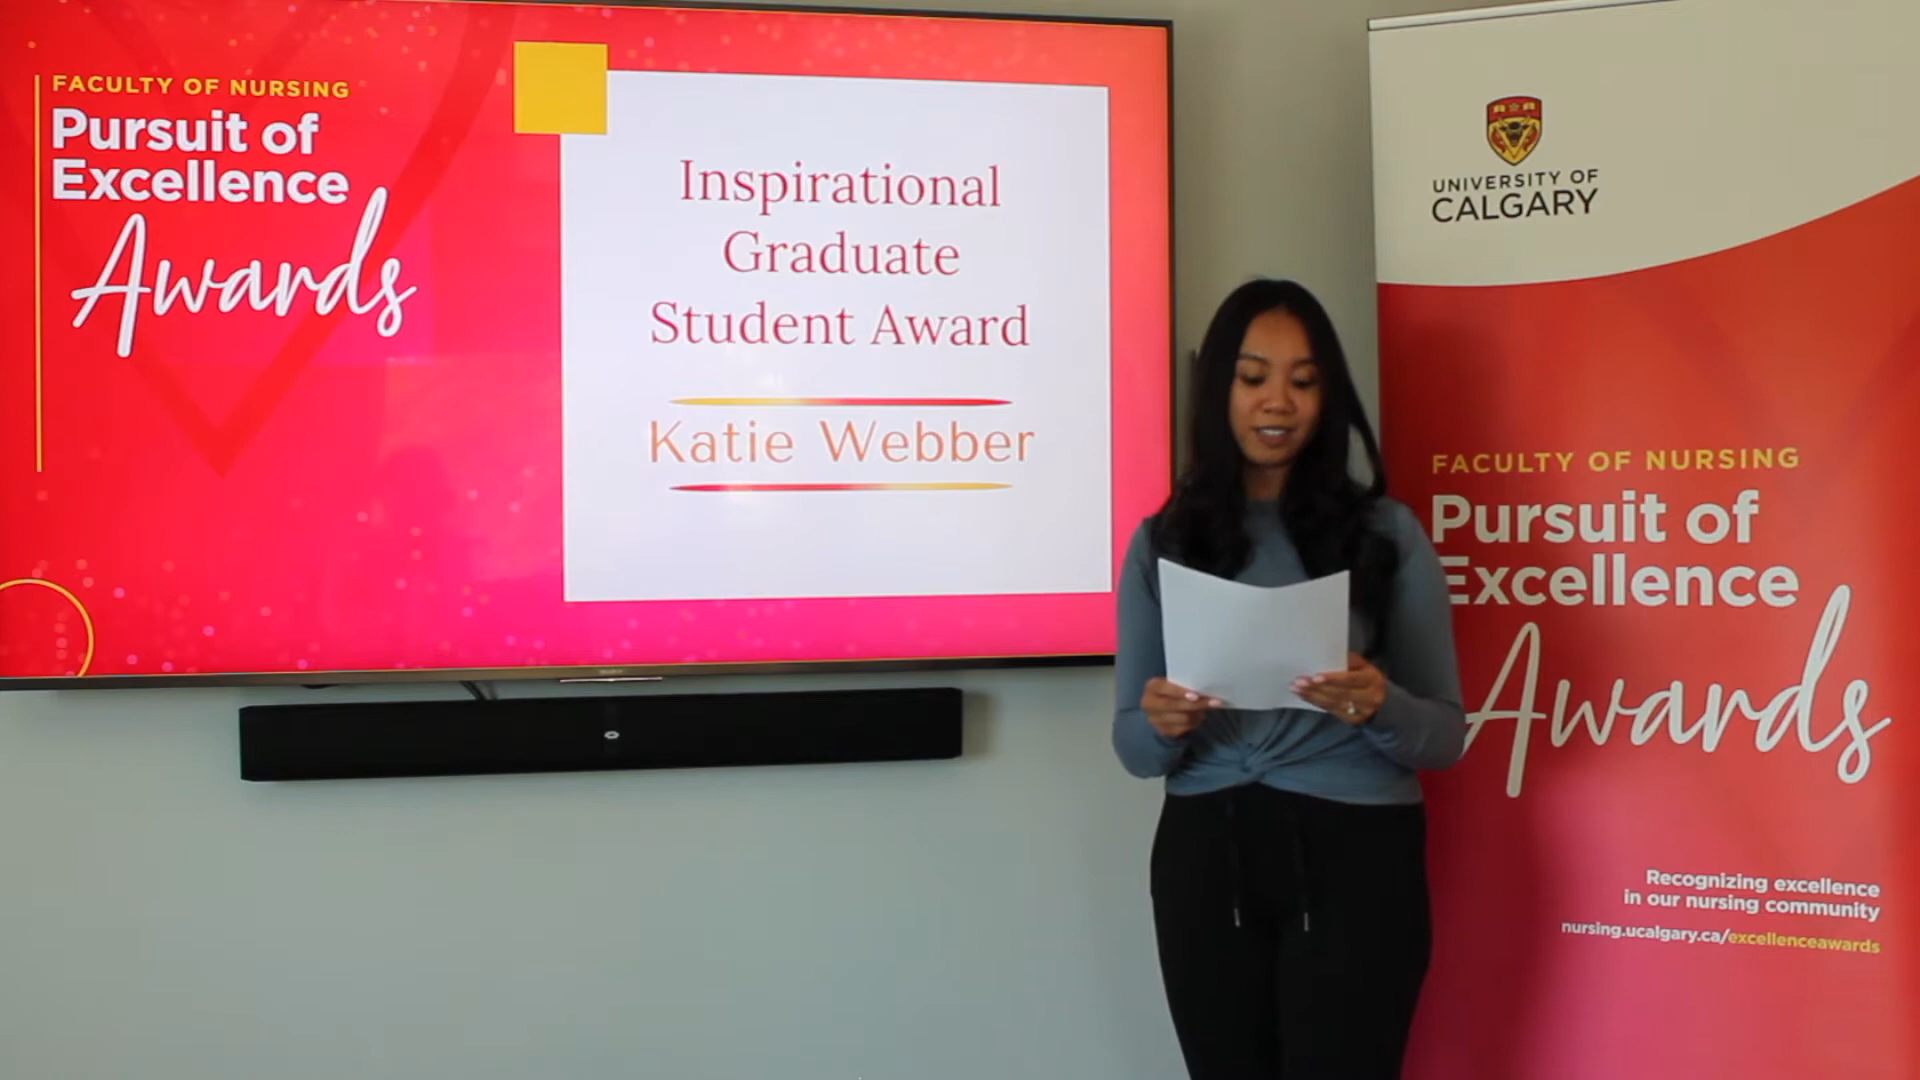 FACULTY OF NURSING
Pursuit of
Excellence
Awards
Inspirational
Graduate
Student Award
Katie Webber
UNIVERSITY OF
CALGARY
FACULTY OF NURSING
Pursuit of
Excellence
Awards
Recognizing excellence
in our nursing community
nursing.ucalgary.ca/excellenceawards